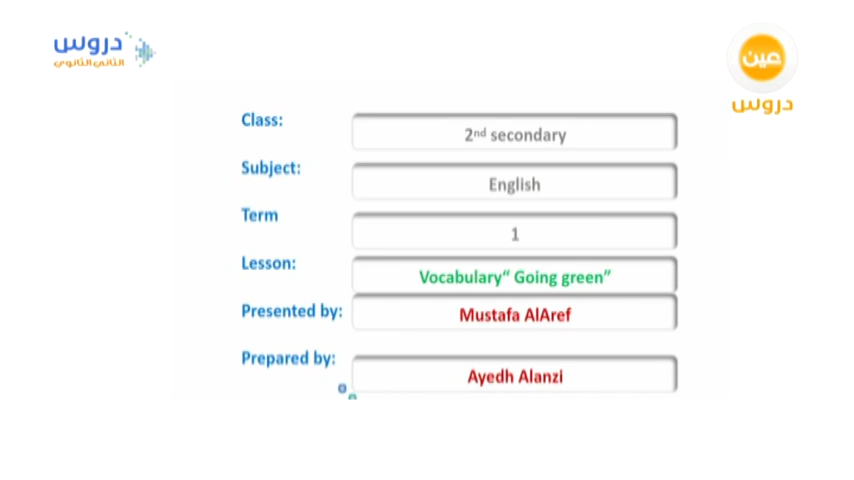 دروس
الثاني الثانوي
عين
دروس
Class:
2nd secondary
Subject:
English
Term
1
Lesson:
Vocabulary“ Going green”
Presented by:
Mustafa AlAref
Prepared by:
Ayedh Alanzi